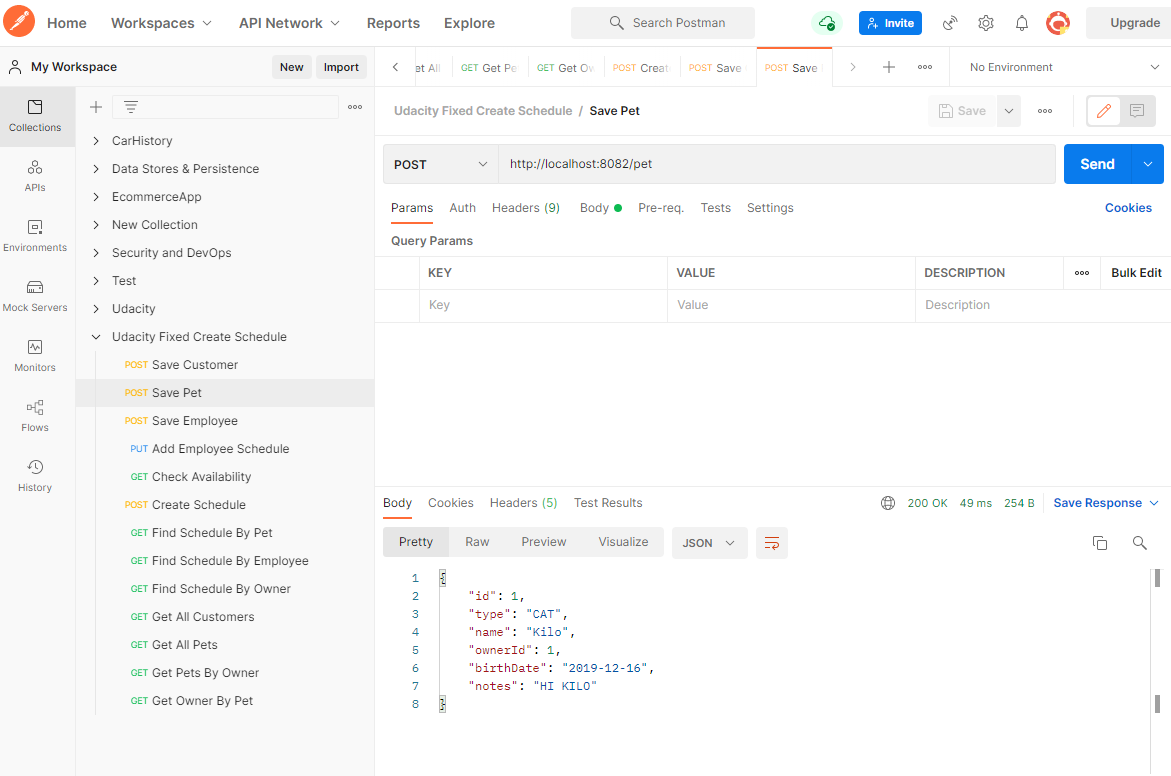 Home Workspaces API Network Reports Explore Search Postman Invite Upgrade
My Workspace New Import
et All GET Get Pe GET Get Ow POST Create POST Save POST Save No Environment
Collections
APIs
Environments
Mock Servers
Monitors
Flows
History
CarHistory
Data Stores & Persistence
EcommerceApp
New Collection
Security and DevOps
Test
Udacity
Udacity Fixed Create Schedule
POST Save Customer
POST Save Pet
POST Save Employee
PUT Add Employee Schedule
GET Check Availability
POST Create Schedule
GET Find Schedule By Pet
GET Find Schedule By Employee
GET Find Schedule By Owner
GET Get All Customers
GET Get All Pets
GET Get Pets By Owner
GET Get Owner By Pet
Udacity Fixed Create Schedule / Save Pet Save
POST http://localhost:8082/pet Send
Params Auth Headers (9) Body Pre-req. Tests Settings Cookies
Query Params
KEY VALUE DESCRIPTION Bulk Edit
Key Value Description
Body Cookies Headers (5) Test Results 200 OK 49 ms 254 B Save Response
Pretty Raw Preview Visualize JSON
1 {
2 "id": 1,
3 "type": "CAT",
4 "name": "Kilo",
5 "ownerId": 1,
6 "birthDate": "2019-12-16",
7 "notes": "HI KILO"
8 }